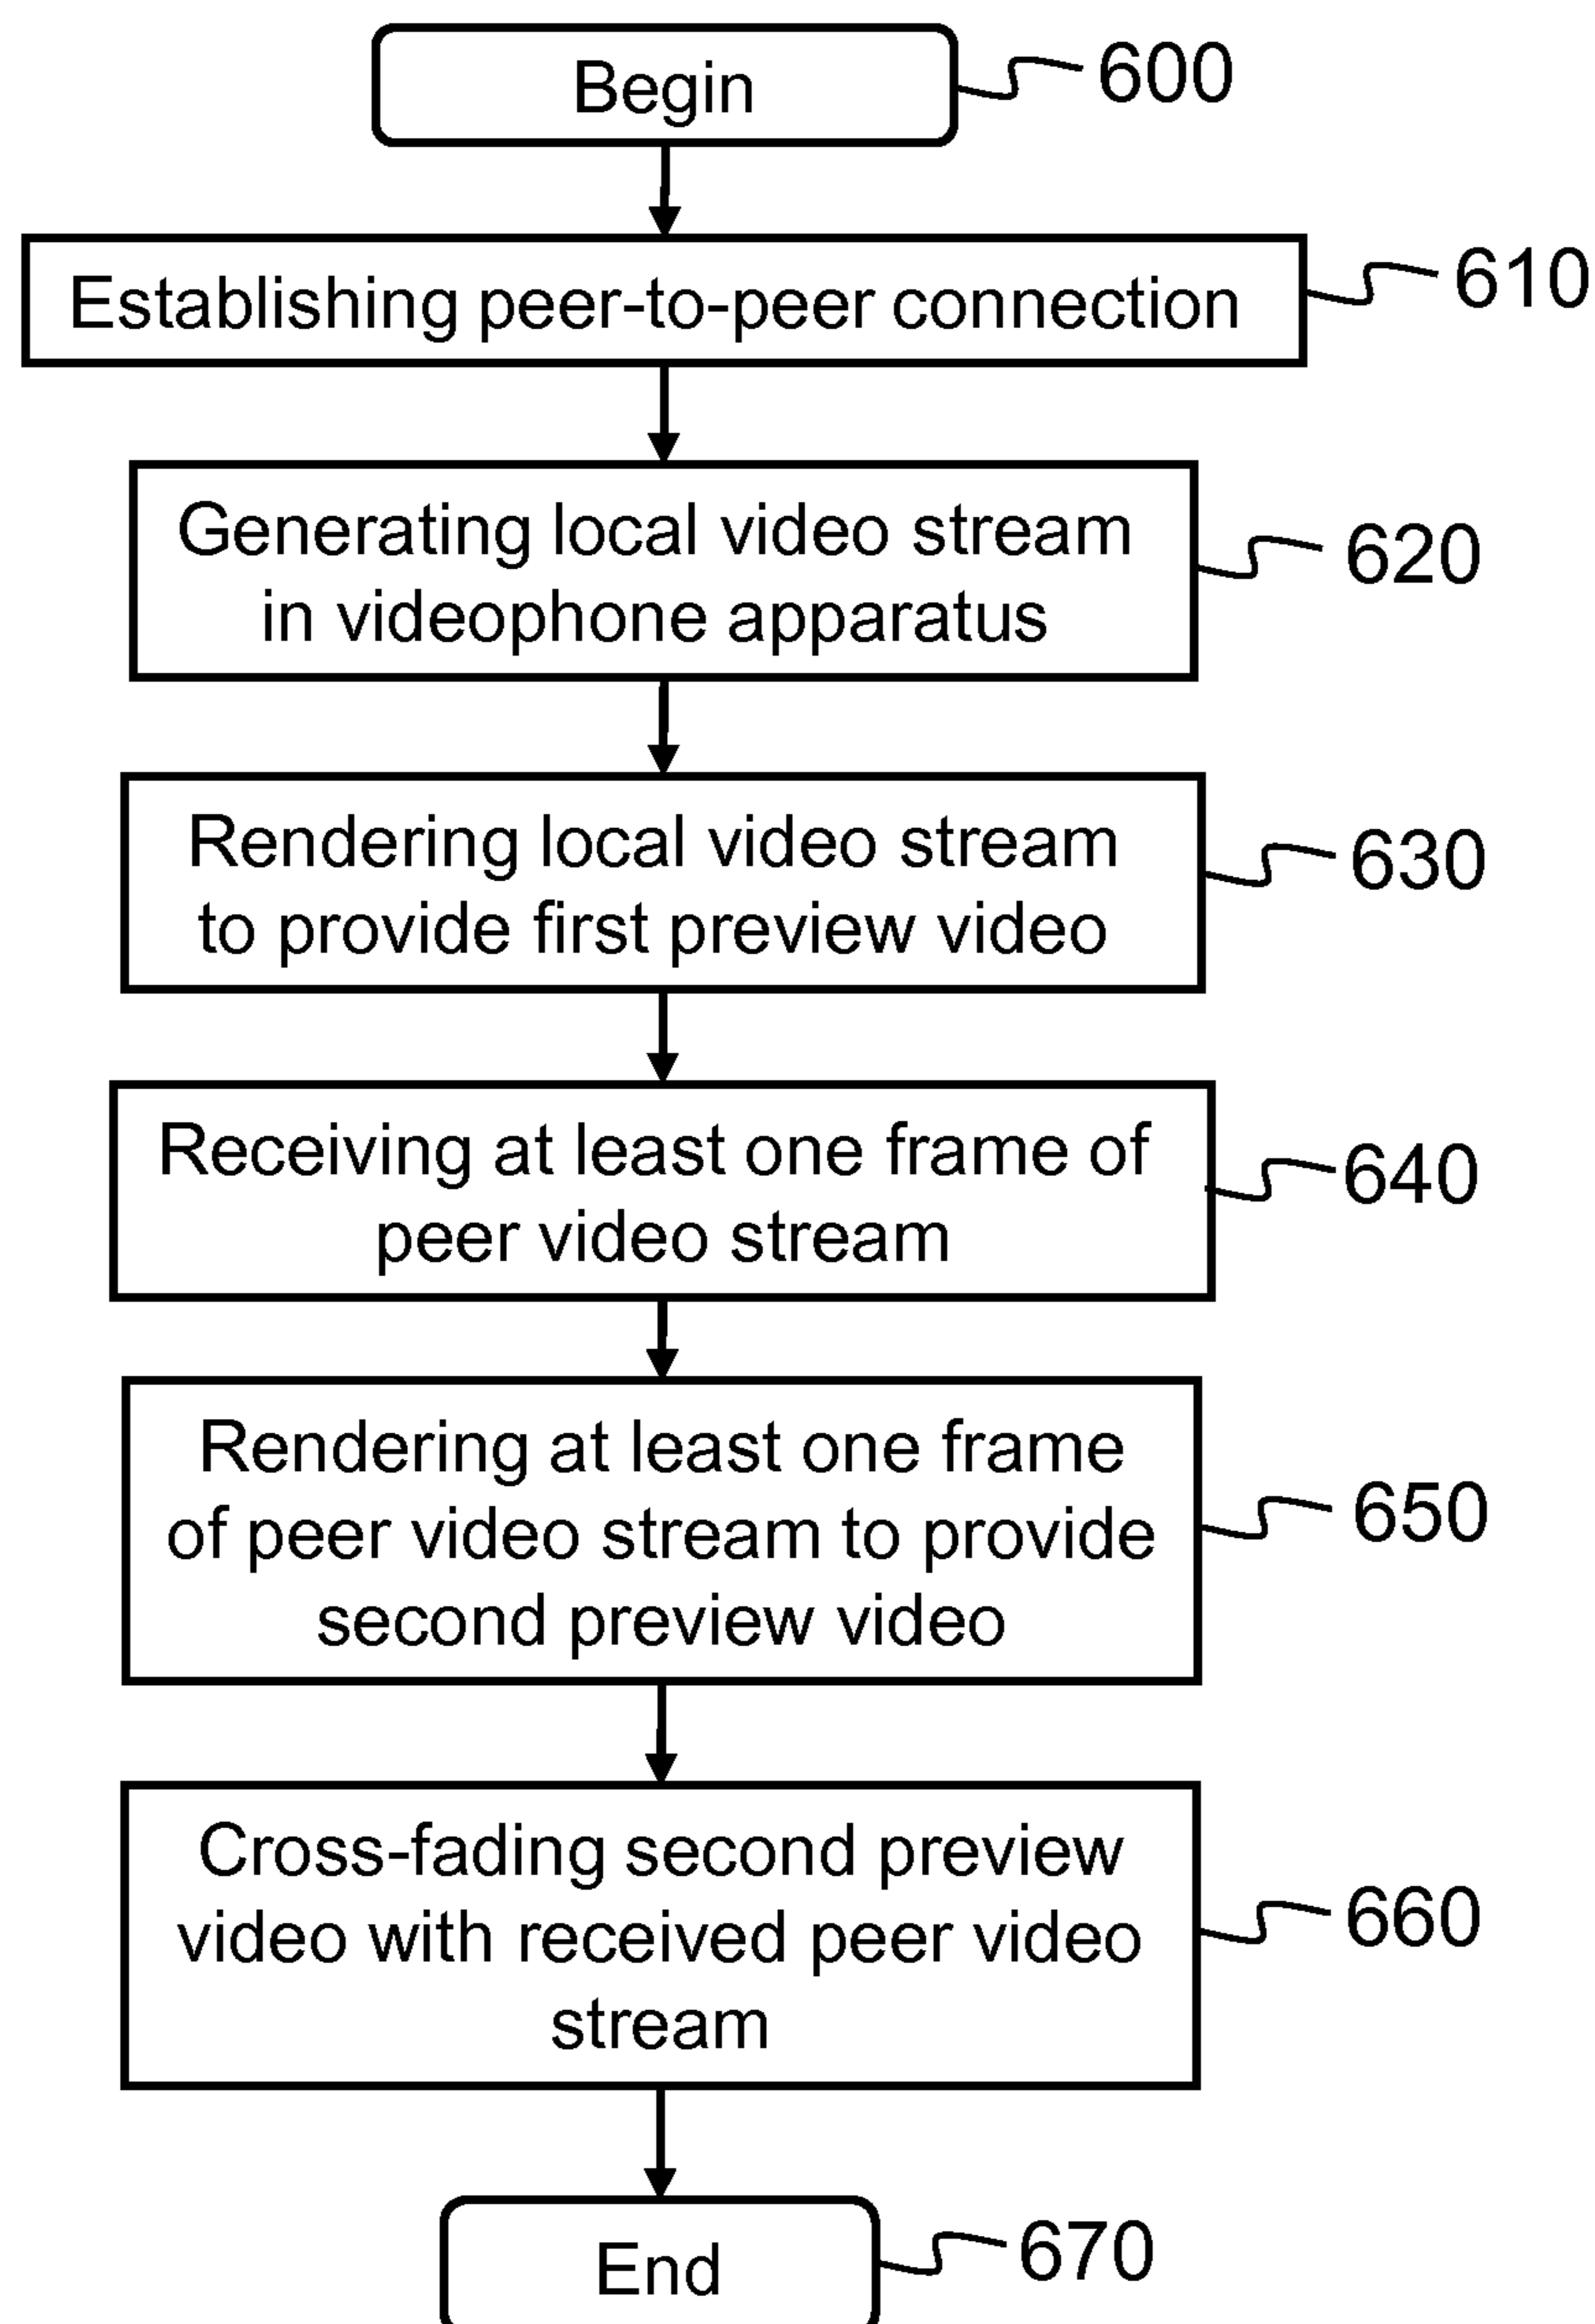 Begin
600
Establishing peer-to-peer connection
610
Generating local video stream
in videophone apparatus
620
Rendering local video stream
to provide first preview video
630
Receiving at least one frame of
peer video stream
640
Rendering at least one frame
of peer video stream to provide
second preview video
650
Cross-fading second preview
video with received peer video
stream
660
End
670